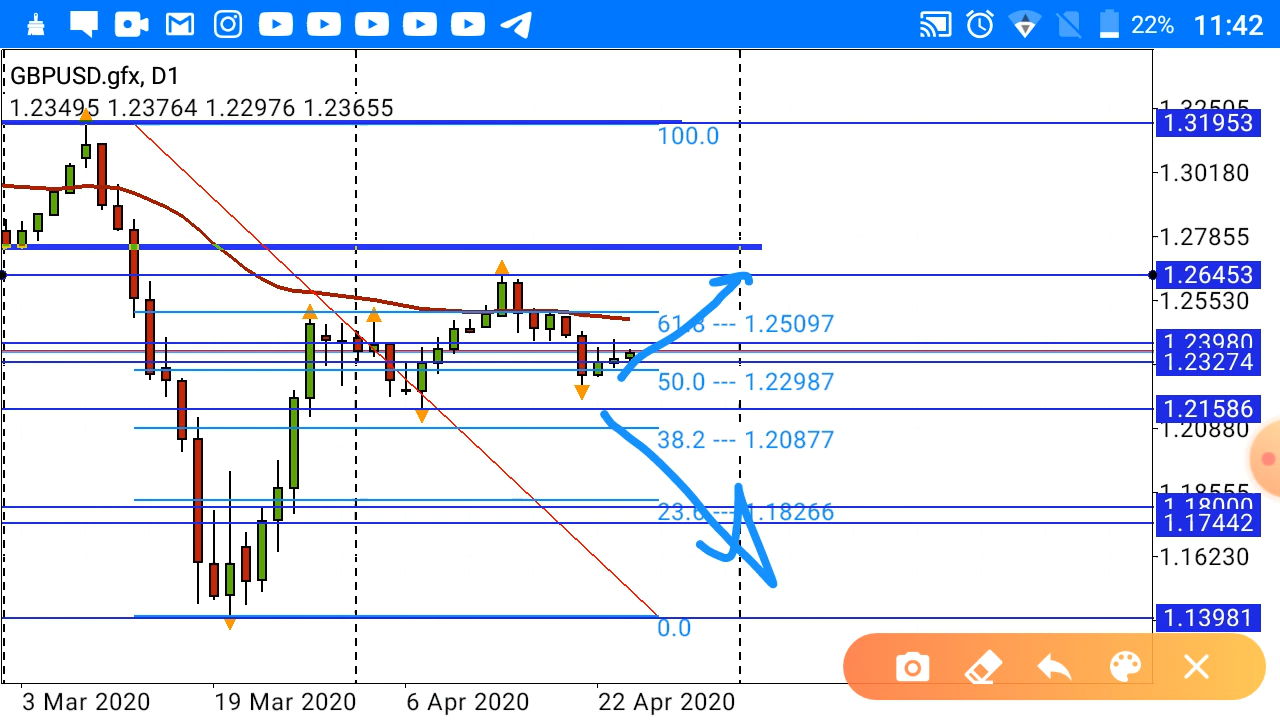 22% 11:42
GBPUSD.gfx, D1
1.23495 1.23764 1.22976 1.23655
1.32505
1.31953
100.0
1.30180
1.27855
1.26453
1.25530
61.8 --- 1.25097
1.23980
1.23274
50.0 --- 1.22987
1.21586
1.20880
38.2 --- 1.20877
1.18555
1.18000
23.6 --- 1.18266
1.17442
1.16230
1.13981
0.0
3 Mar 2020 19 Mar 2020 6 Apr 2020 22 Apr 2020